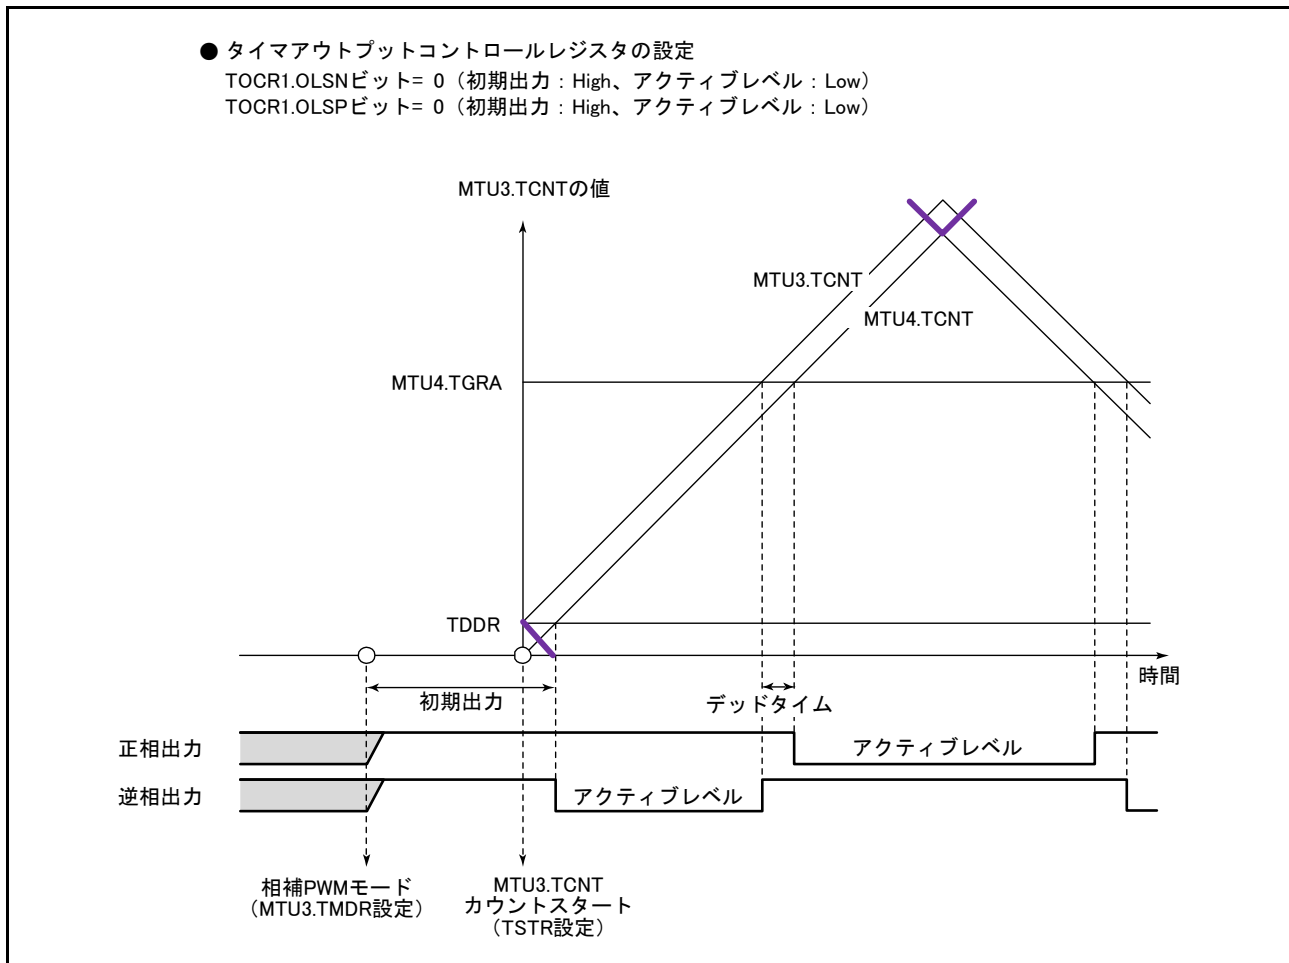 ● タイマアウトプットコントロールレジスタの設定
TOCR1.OLSNビット= 0（初期出力：High、アクティブレベル：Low）
TOCR1.OLSPビット= 0（初期出力：High、アクティブレベル：Low）
MTU3.TCNTの値
MTU3.TCNT
MTU4.TCNT
MTU4.TGRA
TDDR
時間
初期出力
デッドタイム
正相出力
アクティブレベル
逆相出力
アクティブレベル
相補PWMモード
（MTU3.TMDR設定）
MTU3.TCNT
カウントスタート
（TSTR設定）